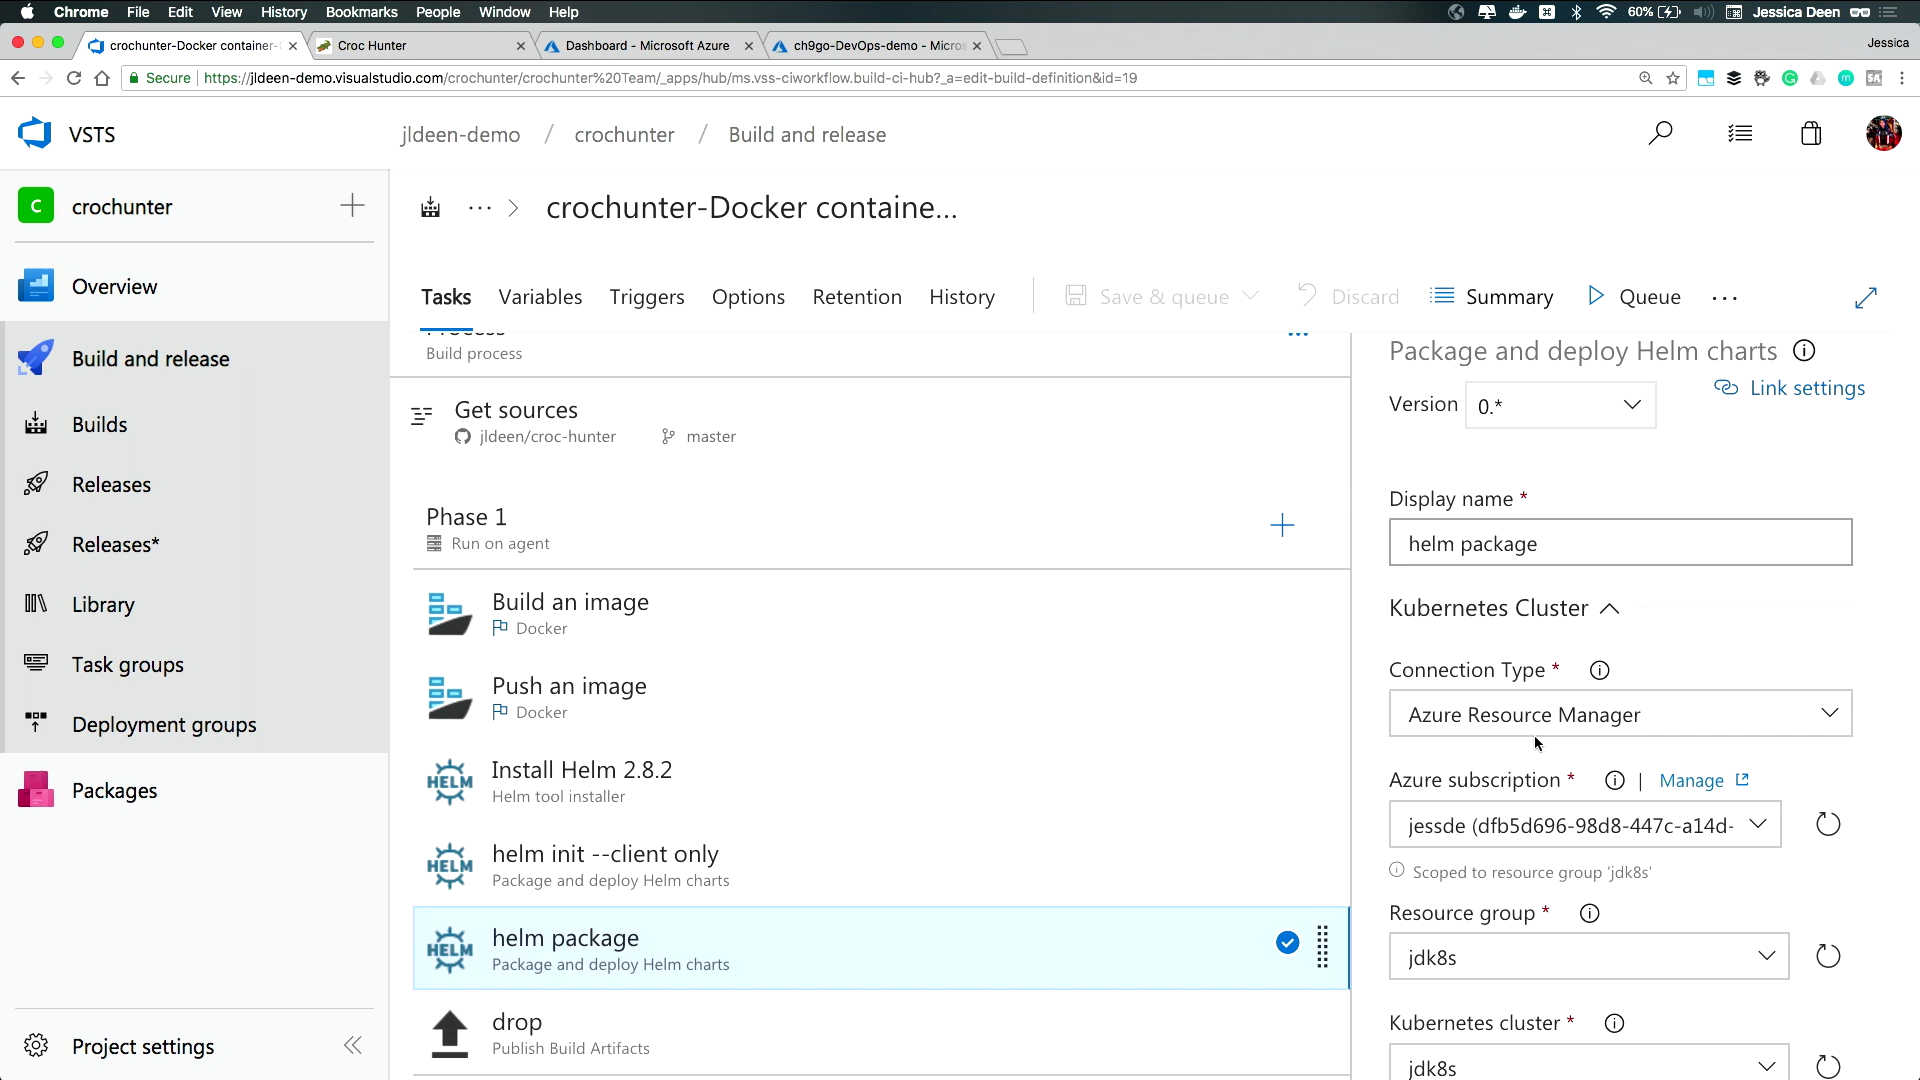 Chrome File Edit View History Bookmarks People Window Help 60% Jessica Deen
crochunter-Docker container- Croc Hunter Dashboard - Microsoft Azure ch9go-DevOps-demo - Micros Jessica
Secure https://jldeen-demo.visualstudio.com/crochunter/crochunter%20Team/_apps/hub/ms.vss-ciworkflow.build-ci-hub?_a=edit-build-definition&id=19
VSTS
jldeen-demo / crochunter / Build and release
C crochunter
Overview
Build and release
Builds
Releases
Releases*
Library
Task groups
Deployment groups
Packages
Project settings
... > crochunter-Docker containe...
Tasks Variables Triggers Options Retention History Save & queue Discard Summary Queue ...
Process
Build process
Get sources
jldeen/croc-hunter master
Phase 1
Run on agent
Build an image
Docker
Push an image
Docker
HELM
Install Helm 2.8.2
Helm tool installer
HELM
helm init --client only
Package and deploy Helm charts
HELM
helm package
Package and deploy Helm charts
drop
Publish Build Artifacts
Package and deploy Helm charts
Link settings
Version 0.*
Display name *
helm package
Kubernetes Cluster
Connection Type *
Azure Resource Manager
Azure subscription * | Manage
jessde (dfb5d696-98d8-447c-a14d-
Scoped to resource group 'jdk8s'
Resource group *
jdk8s
Kubernetes cluster *
jdk8s